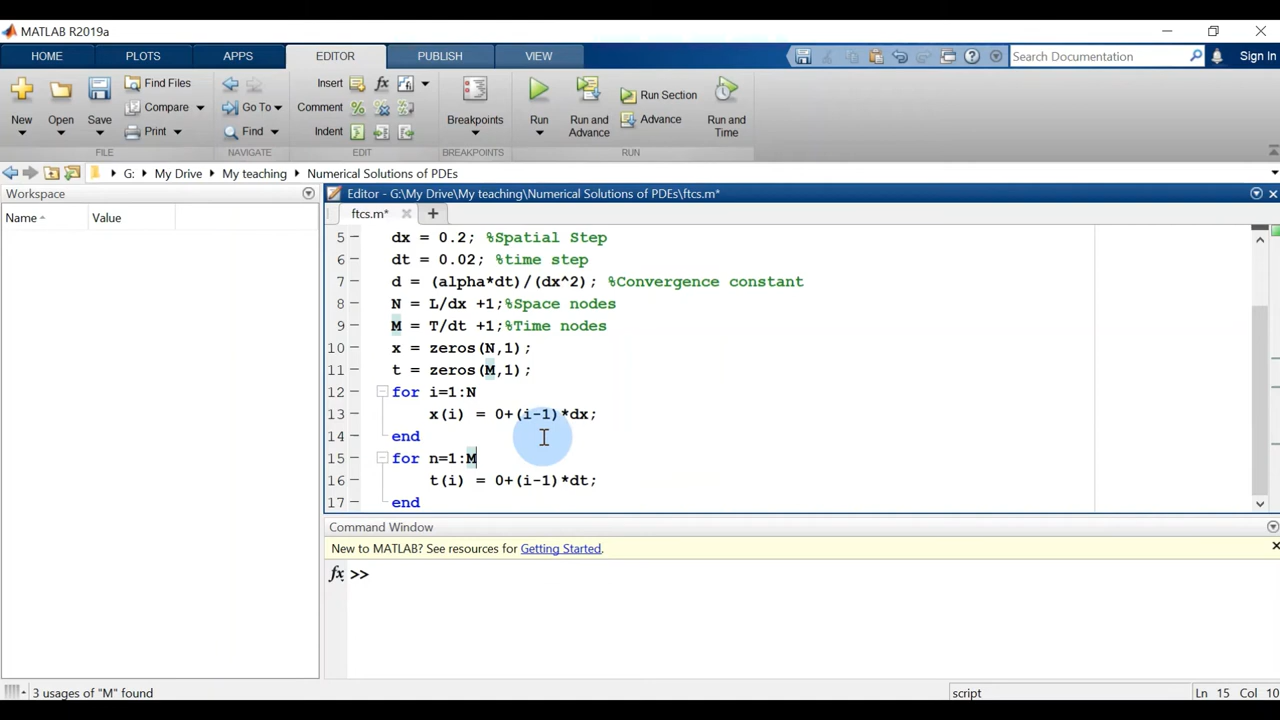 MATLAB R2019a
HOME PLOTS APPS EDITOR PUBLISH VIEW Search Documentation Sign In
New Open Save Find Files Compare Print
Go To Find
Insert fx
Comment
Indent
Breakpoints Run Run and Advance Run Section Advance Run and Time
FILE NAVIGATE EDIT BREAKPOINTS RUN
G: My Drive My teaching Numerical Solutions of PDEs
Workspace
Name Value
Editor - G:\My Drive\My teaching\Numerical Solutions of PDEs\ftcs.m*
ftcs.m*
5 dx = 0.2; %Spatial Step
6 dt = 0.02; %time step
7 d = (alpha*dt)/(dx^2); %Convergence constant
8 N = L/dx +1;%Space nodes
9 M = T/dt +1;%Time nodes
10 x = zeros(N,1);
11 t = zeros(M,1);
12 for i=1:N
13 x(i) = 0+(i-1)*dx;
14 end
15 for n=1:M
16 t(i) = 0+(i-1)*dt;
17 end
Command Window
New to MATLAB? See resources for Getting Started.
fx >>
3 usages of "M" found script Ln 15 Col 10